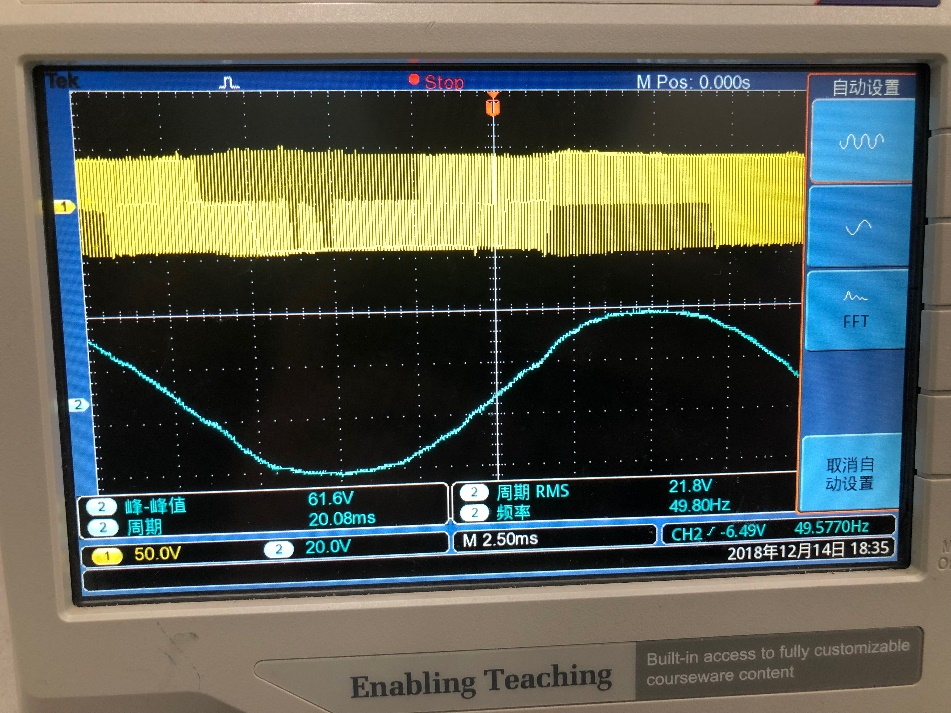 Tek
Stop
M Pos: 0.000s
自动设置
1
FFT
2
取消自
动设置
2 峰-峰值 61.6V
2 周期 20.08ms
2 周期 RMS 21.8V
2 频率 49.80Hz
1 50.0V 2 20.0V
M 2.50ms
CH2 -6.49V 49.5770Hz
2018年12月14日 18:35
Enabling Teaching
Built-in access to fully customizable
courseware content